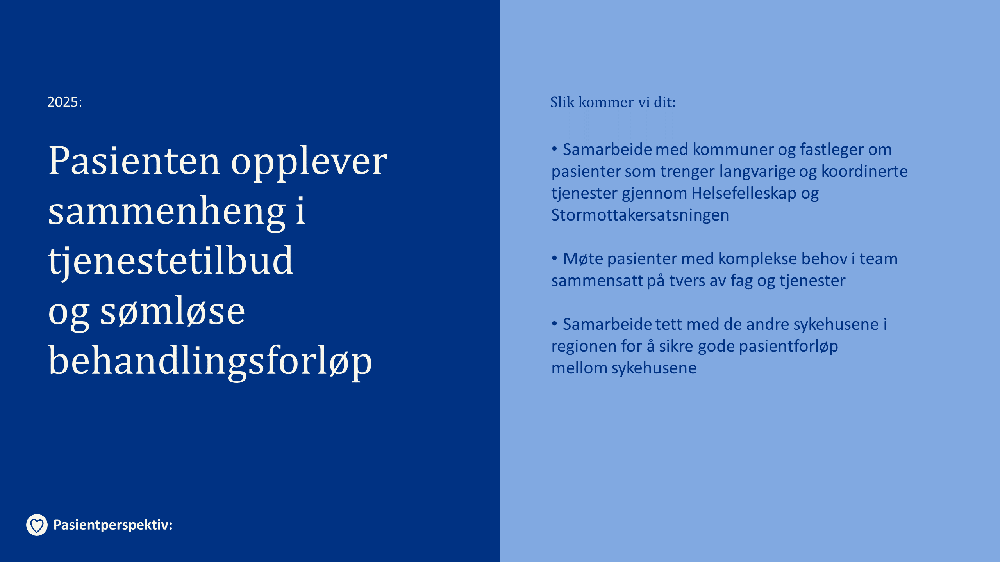 2025:
Pasienten opplever
sammenheng i
tjenestetilbud
og sømløse
behandlingsforløp
Pasientperspektiv:
Slik kommer vi dit:
• Samarbeide med kommuner og fastleger om
pasienter som trenger langvarige og koordinerte
tjenester gjennom Helsefelleskap og
Stormottakersatsningen
• Møte pasienter med komplekse behov i team
sammensatt på tvers av fag og tjenester
• Samarbeide tett med de andre sykehusene i
regionen for å sikre gode pasientforløp
mellom sykehusene